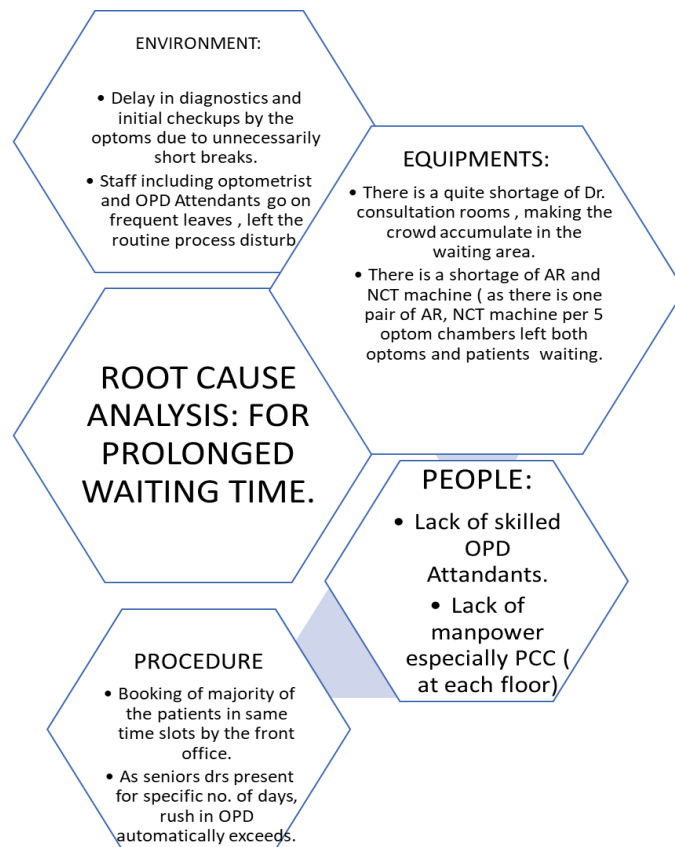 ENVIRONMENT:
• Delay in diagnostics and
initial checkups by the
optoms due to unnecessarily
short breaks.
• Staff including optometrist
and OPD Attendants go on
frequent leaves , left the
routine process disturb
EQUIPMENTS:
• There is a quite shortage of Dr.
consultation rooms , making the
crowd accumulate in the
waiting area.
• There is a shortage of AR and
NCT machine ( as there is one
pair of AR, NCT machine per 5
optom chambers left both
optoms and patients waiting.
ROOT CAUSE
ANALYSIS: FOR
PROLONGED
WAITING TIME.
PEOPLE:
• Lack of skilled
OPD
Attandants.
• Lack of
manpower
especially PCC (
at each floor)
PROCEDURE
• Booking of majority of
the patients in same
time slots by the front
office.
• As seniors drs present
for specific no. of days,
rush in OPD
automatically exceeds.